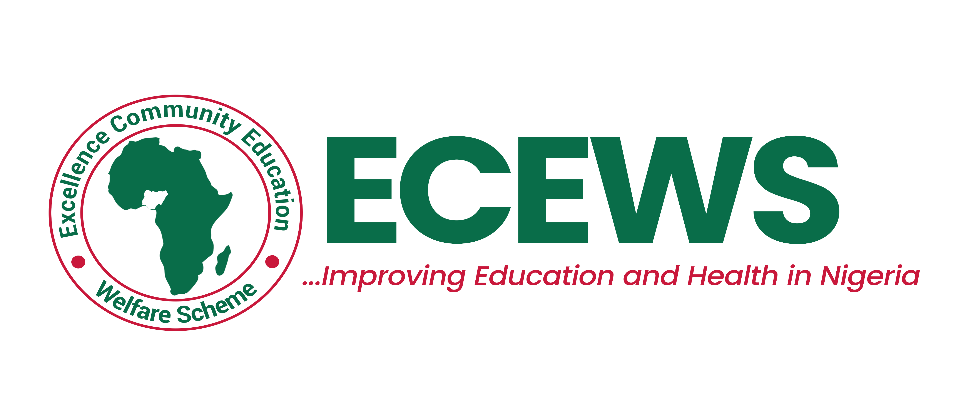 Excellence Community Education
Welfare Scheme
ECEWS
...Improving Education and Health in Nigeria